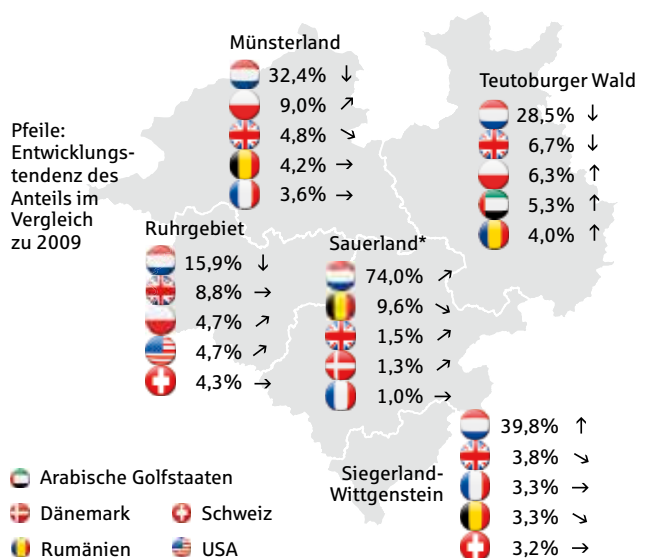 Münsterland
32,4% ↓
9,0% ↗
4,8% ↘
4,2% →
3,6% →
Teutoburger Wald
28,5% ↓
6,7% ↓
6,3% ↑
5,3% ↑
4,0% ↑
Pfeile:
Entwicklungs-
tendenz des
Anteils im
Vergleich
zu 2009
Ruhrgebiet
15,9% ↓
8,8% →
4,7% ↗
4,7% ↗
4,3% →
Sauerland*
74,0% ↗
9,6% ↘
1,5% ↗
1,3% ↗
1,0% →
Siegerland-
Wittgenstein
39,8% ↑
3,8% ↘
3,3% →
3,3% ↘
3,2% →
Arabische Golfstaaten
Dänemark
Schweiz
Rumänien
USA